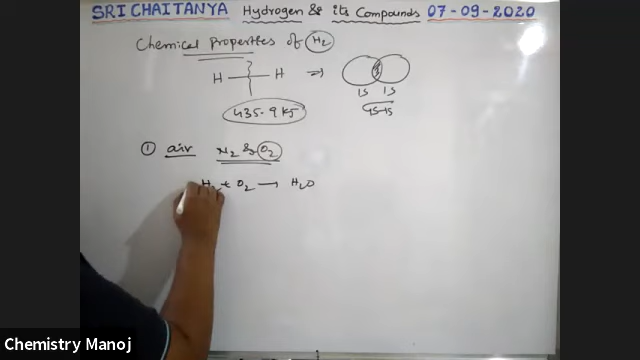 SRI CHAITANYA Hydrogen & its Compounds 07-09-2020
Chemical Properties of H₂
H H ⇒
1s 1s
435.9 KJ
1s-1s
① air N₂ & O₂
H₂ + O₂ → H₂O
Chemistry Manoj